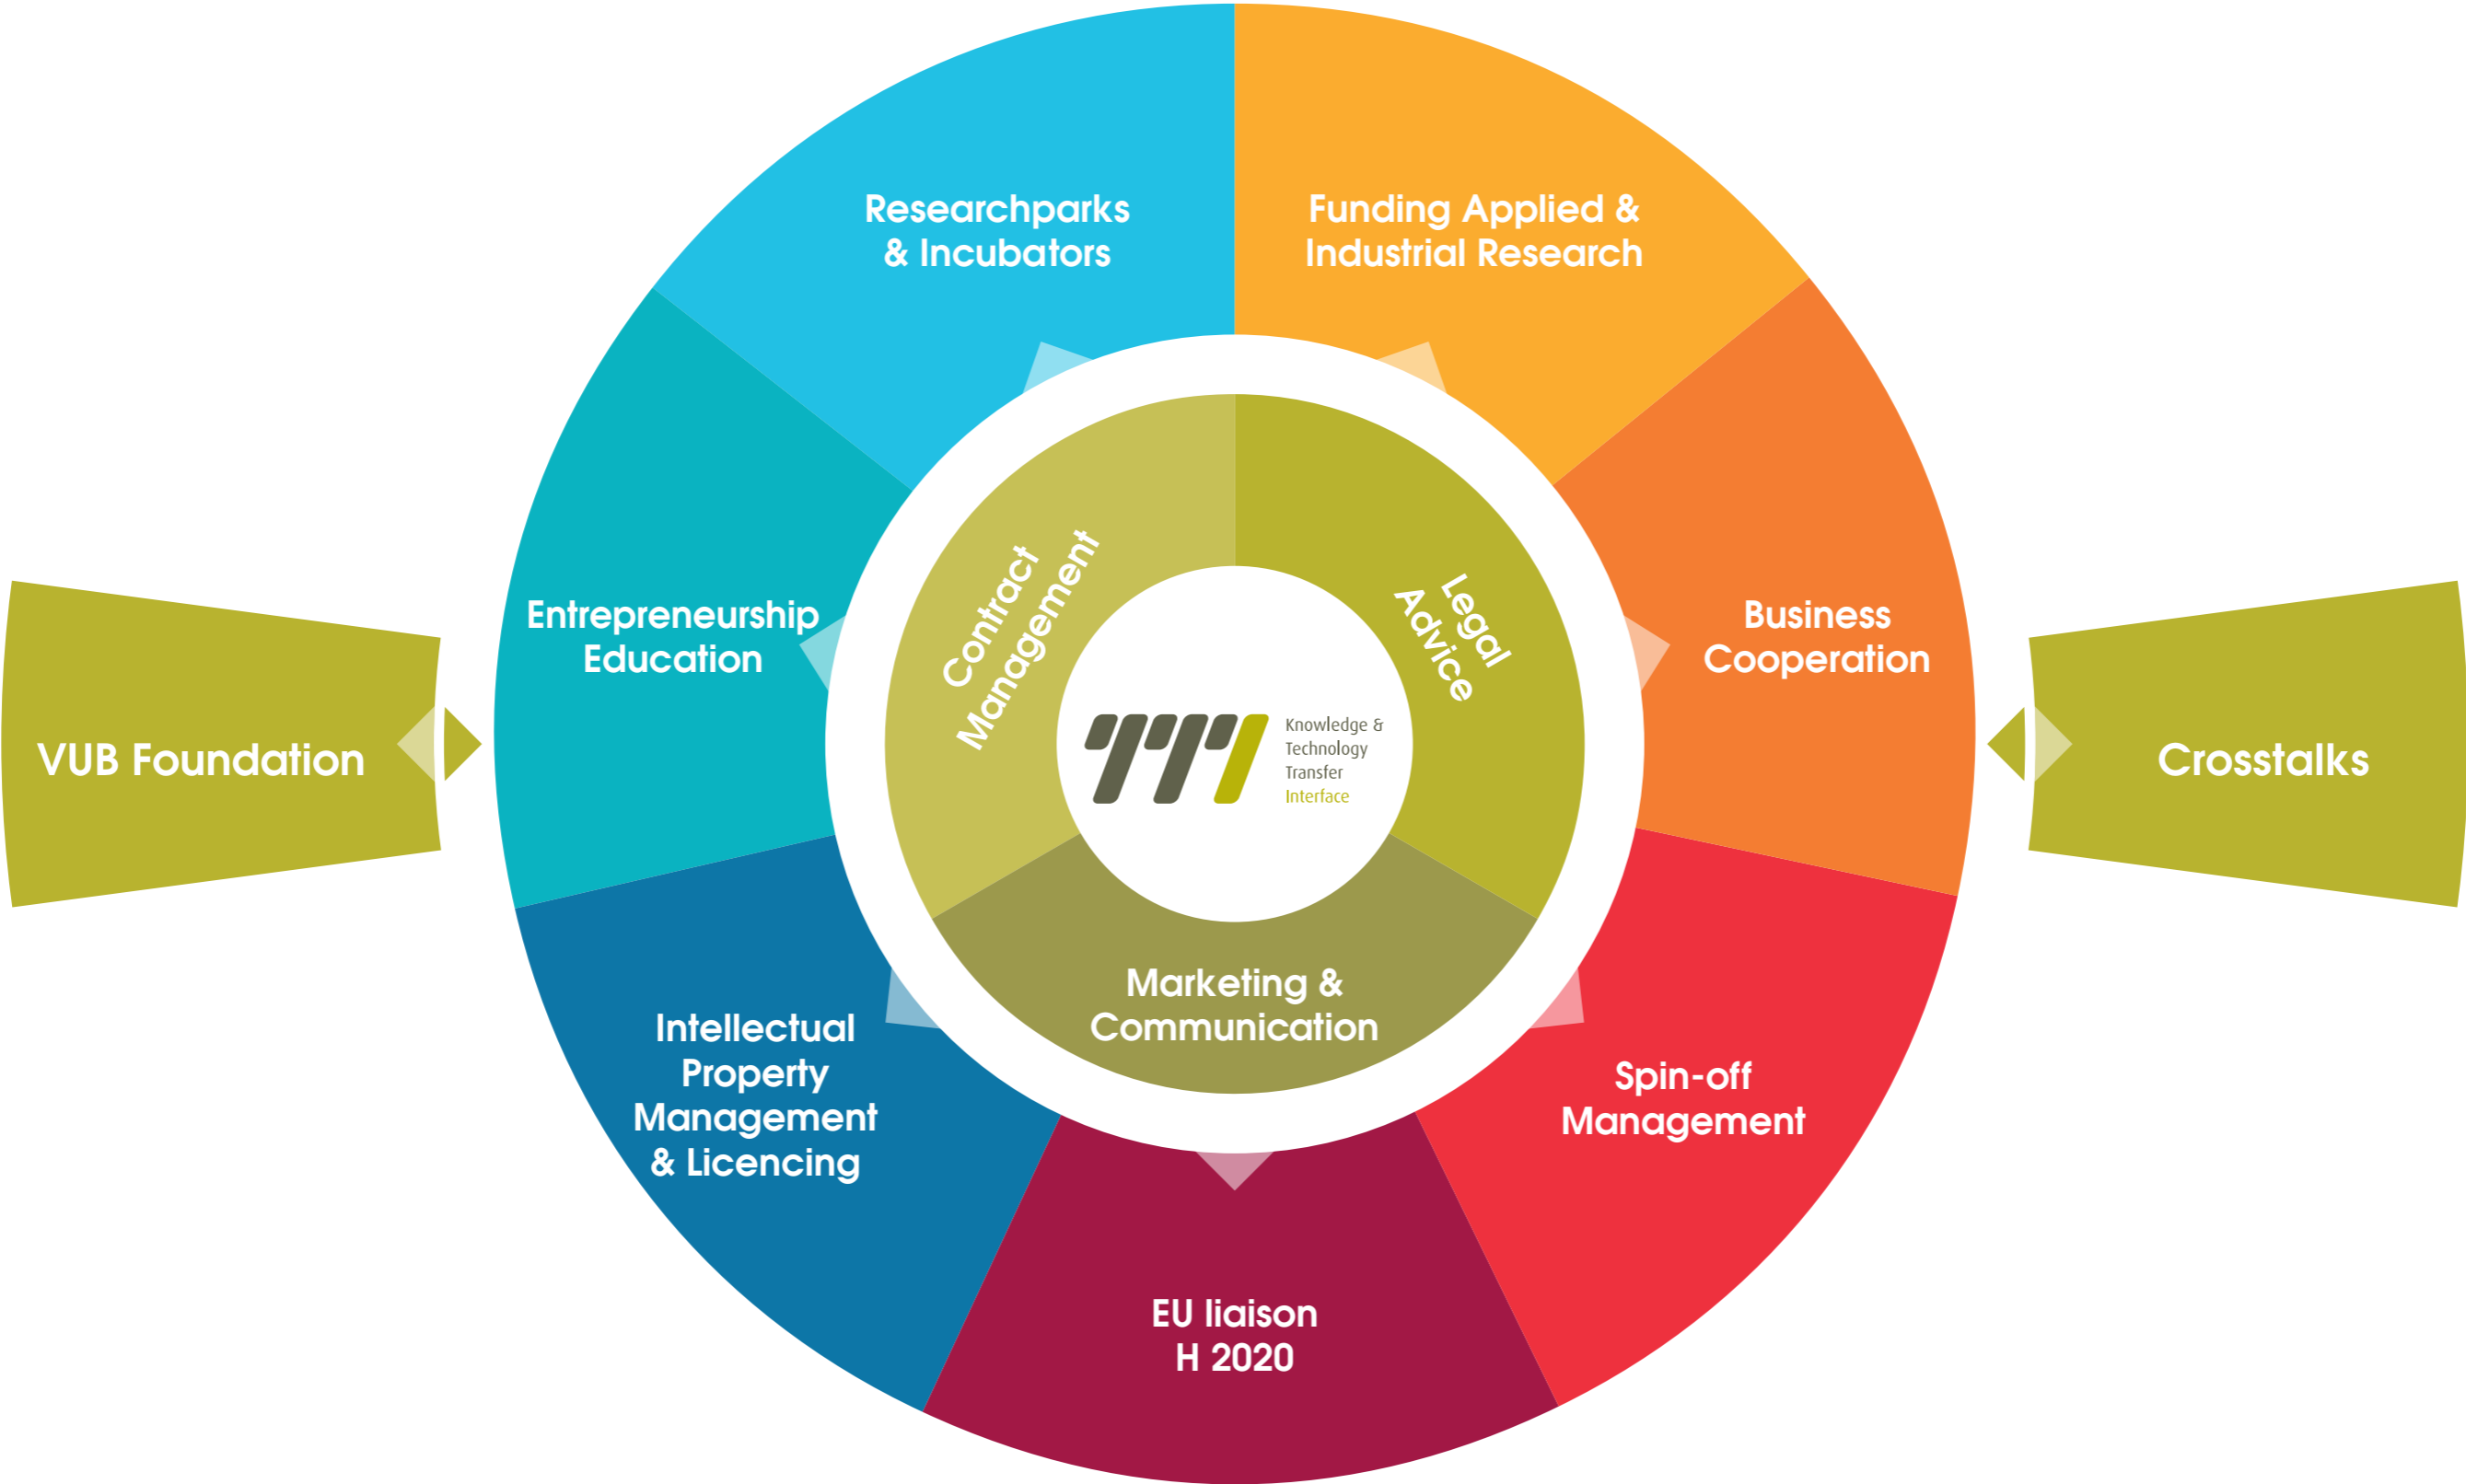 Researchparks
& Incubators
Funding Applied &
Industrial Research
Entrepreneurship
Education
Business
Cooperation
Contract
Management
Legal
Advice
VUB Foundation
Knowledge &
Technology
Transfer
Interface
Crosstalks
Marketing &
Communication
Intellectual
Property
Management
& Licencing
Spin-off
Management
EU liaison
H 2020